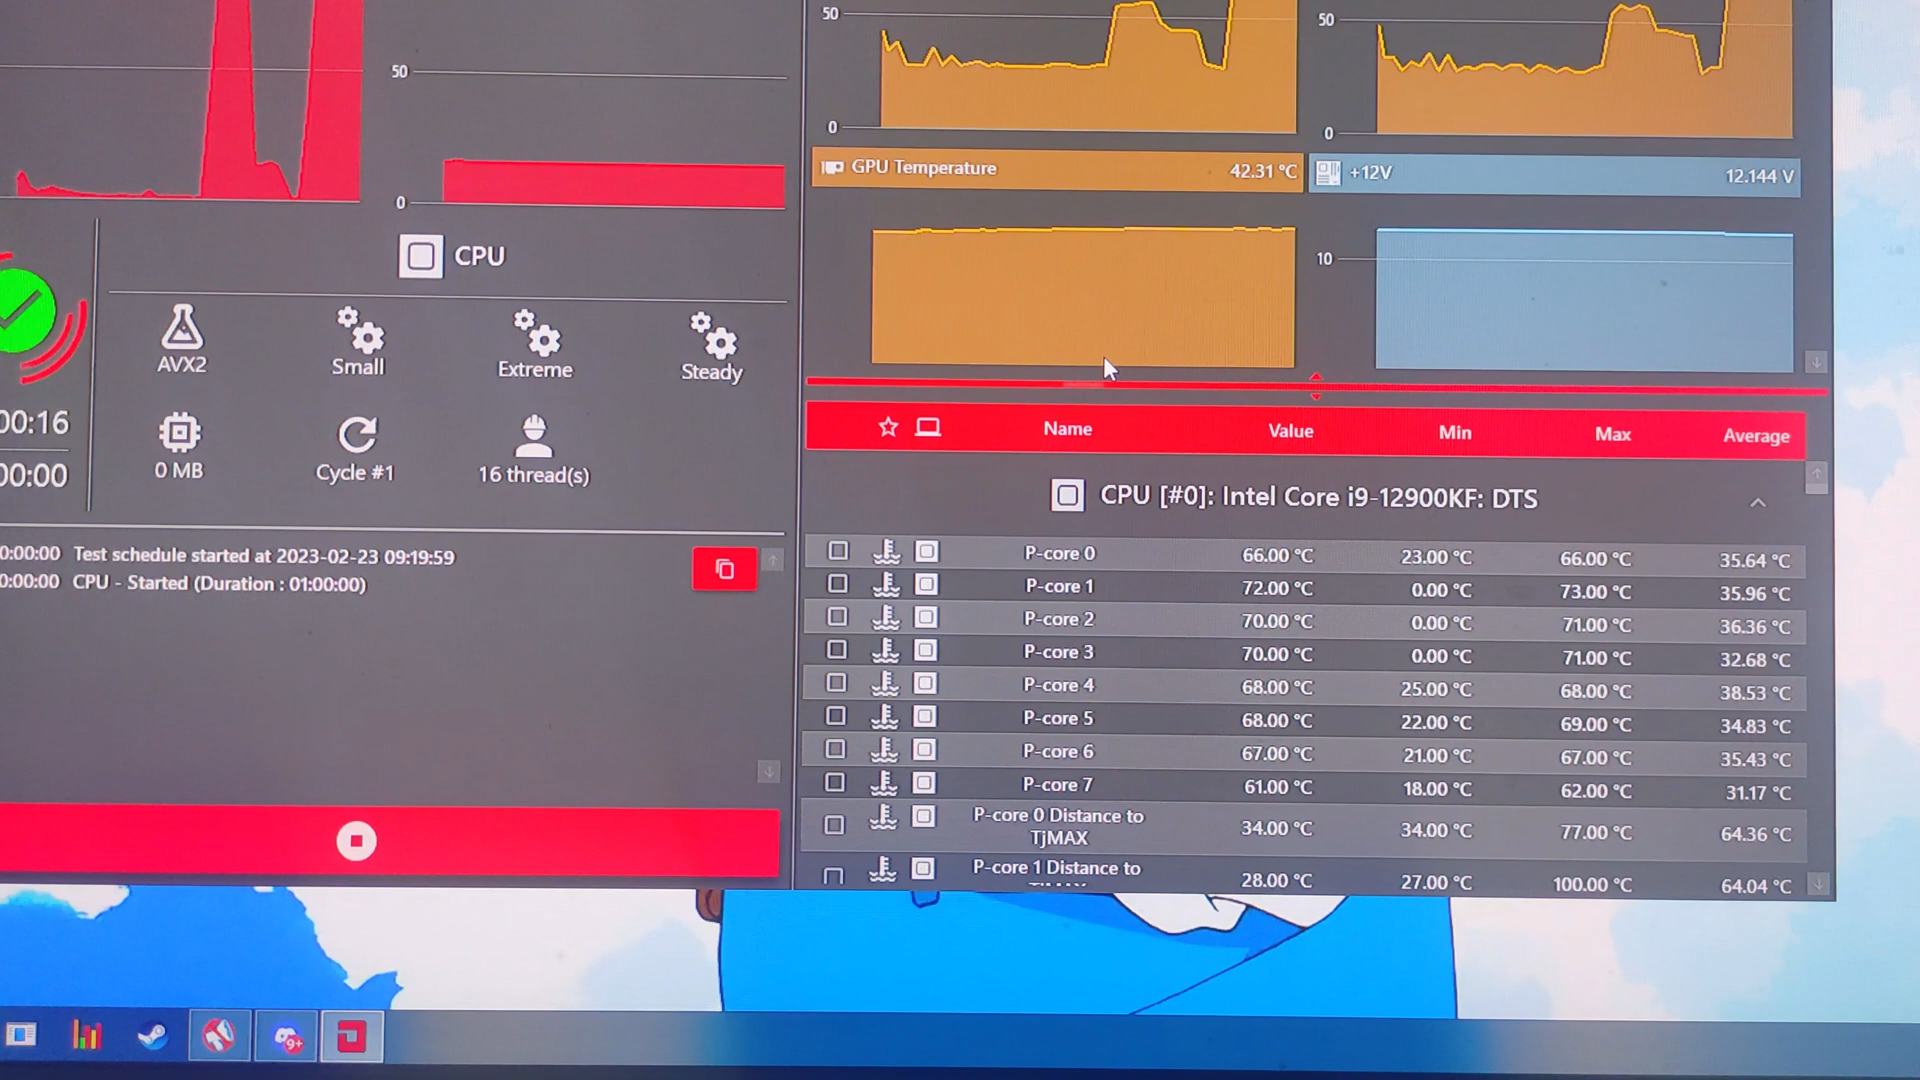 50
0
50
0
50
0
GPU Temperature 42.31 °C
+12V 12.144 V
10
CPU
AVX2
Small
Extreme
Steady
00:16
00:00
0 MB
Cycle #1
16 thread(s)
0:00:00 Test schedule started at 2023-02-23 09:19:59
0:00:00 CPU - Started (Duration : 01:00:00)
Name Value Min Max Average
CPU [#0]: Intel Core i9-12900KF: DTS
P-core 0 66.00 °C 23.00 °C 66.00 °C 35.64 °C
P-core 1 72.00 °C 0.00 °C 73.00 °C 35.96 °C
P-core 2 70.00 °C 0.00 °C 71.00 °C 36.36 °C
P-core 3 70.00 °C 0.00 °C 71.00 °C 32.68 °C
P-core 4 68.00 °C 25.00 °C 68.00 °C 38.53 °C
P-core 5 68.00 °C 22.00 °C 69.00 °C 34.83 °C
P-core 6 67.00 °C 21.00 °C 67.00 °C 35.43 °C
P-core 7 61.00 °C 18.00 °C 62.00 °C 31.17 °C
P-core 0 Distance to
TjMAX 34.00 °C 34.00 °C 77.00 °C 64.36 °C
P-core 1 Distance to
28.00 °C 27.00 °C 100.00 °C 64.04 °C
9+